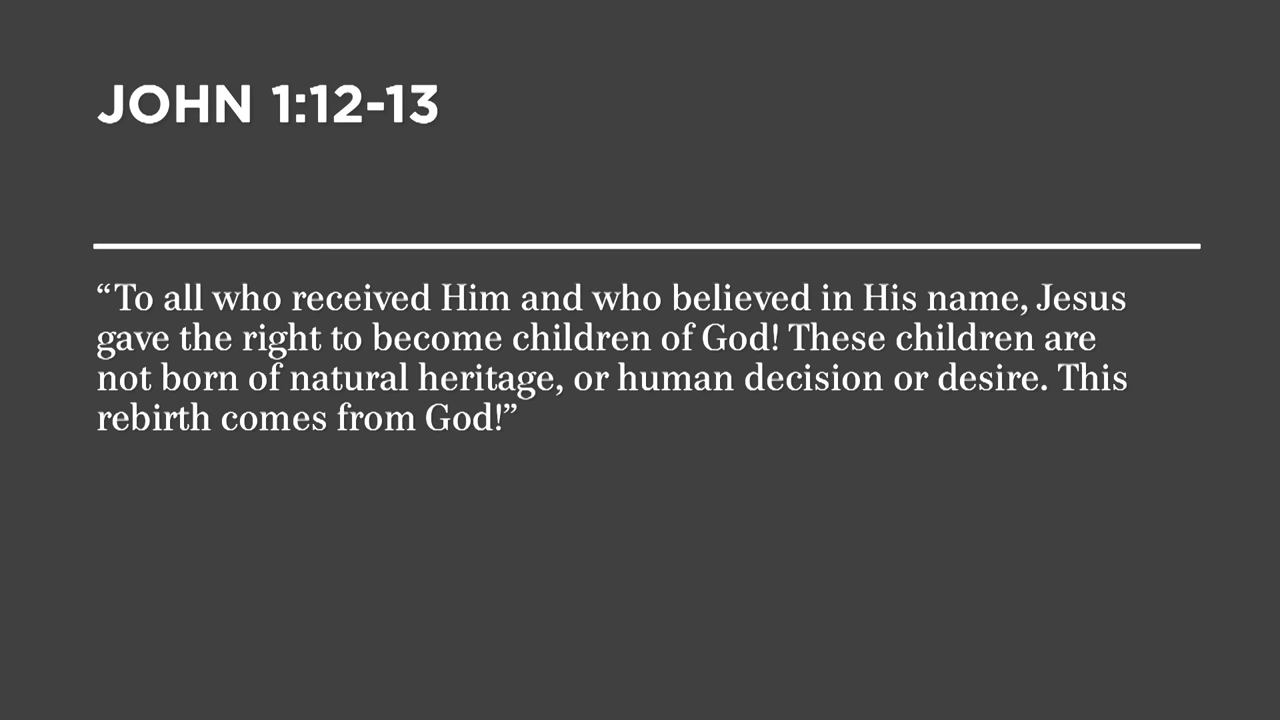 JOHN 1:12-13
“To all who received Him and who believed in His name, Jesus
gave the right to become children of God! These children are
not born of natural heritage, or human decision or desire. This
rebirth comes from God!”